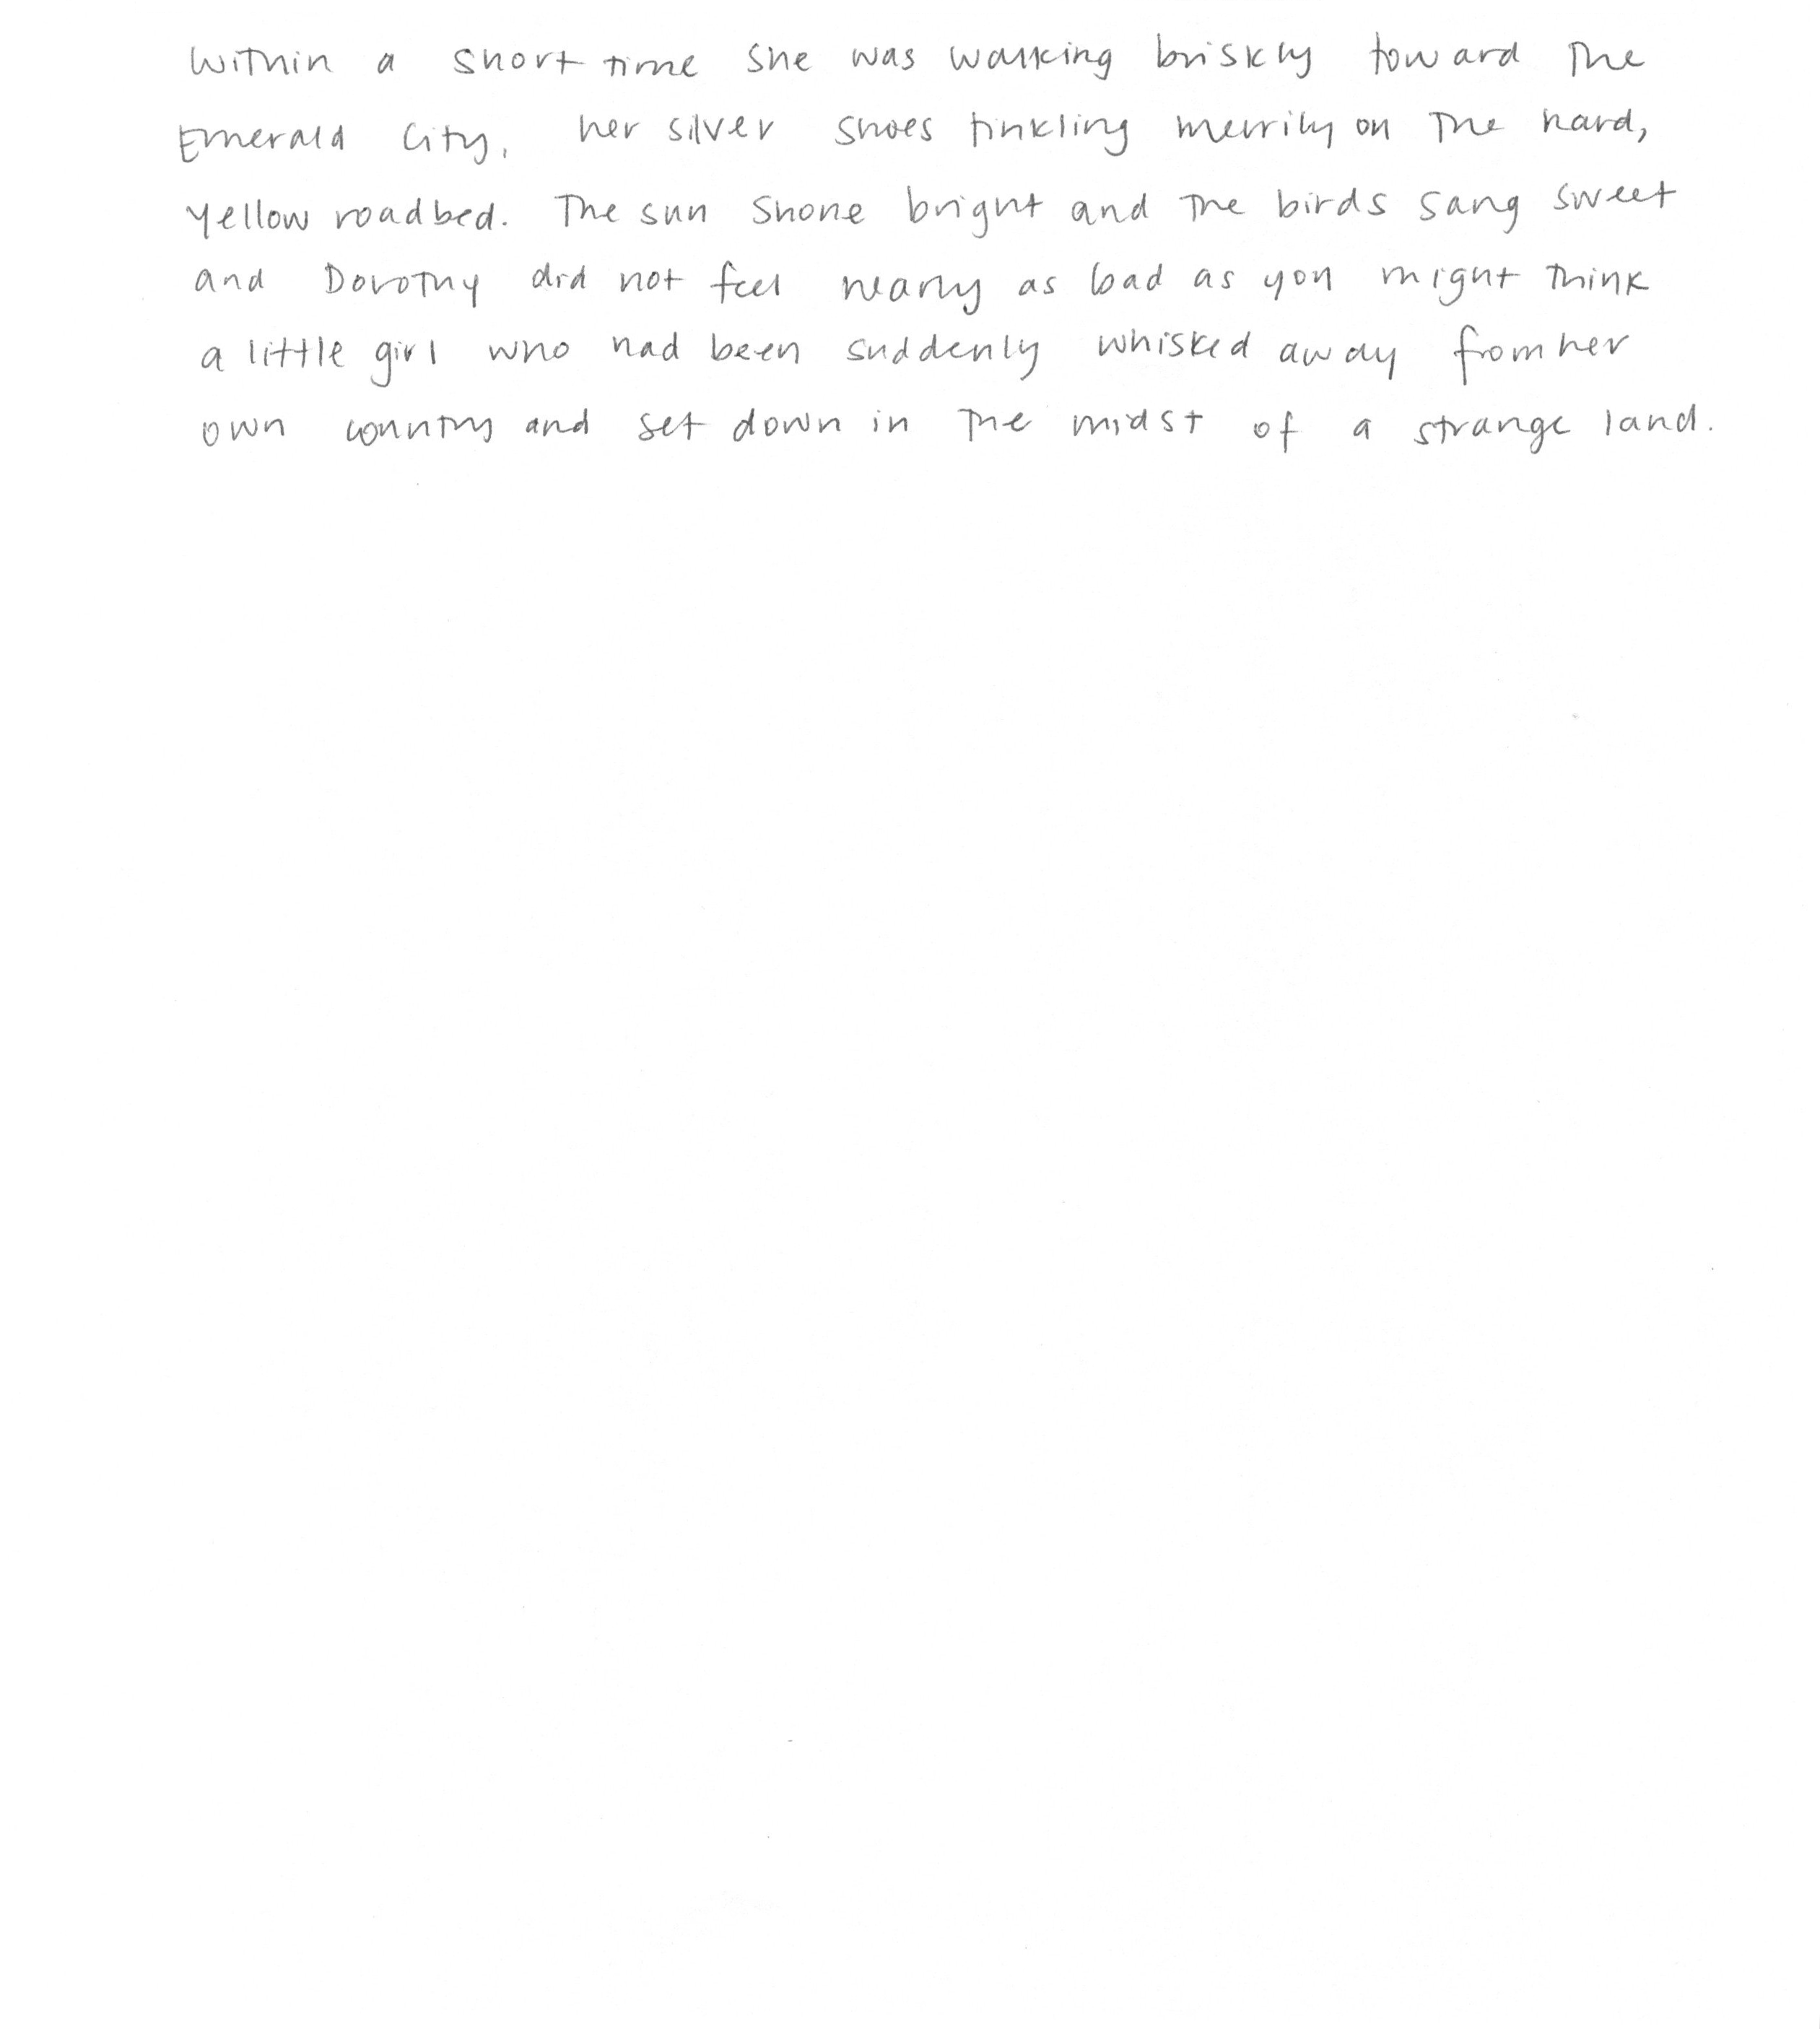 Within a short time she was walking briskly toward the
Emerald City, her silver shoes tinkling merrily on the hard,
yellow roadbed. The sun shone bright and the birds sang sweet
and Dorothy did not feel nearly as bad as you might think
a little girl who had been suddenly whisked away from her
own country and set down in the midst of a strange land.